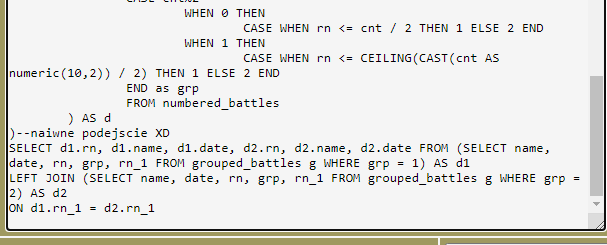 CASE cnt%2
WHEN 0 THEN
CASE WHEN rn <= cnt / 2 THEN 1 ELSE 2 END
WHEN 1 THEN
CASE WHEN rn <= CEILING(CAST(cnt AS
numeric(10,2)) / 2) THEN 1 ELSE 2 END
END as grp
FROM numbered_battles
) AS d
)--naiwne podejscie XD
SELECT d1.rn, d1.name, d1.date, d2.rn, d2.name, d2.date FROM (SELECT name,
date, rn, grp, rn_1 FROM grouped_battles g WHERE grp = 1) AS d1
LEFT JOIN (SELECT name, date, rn, grp, rn_1 FROM grouped_battles g WHERE grp =
2) AS d2
ON d1.rn_1 = d2.rn_1